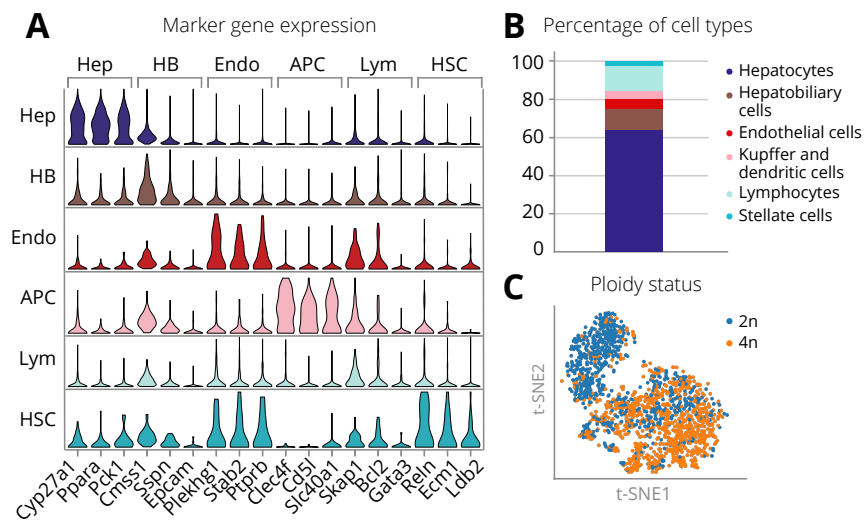 A
Marker gene expression
Hep
HB
Endo
APC
Lym
HSC
Hep
HB
Endo
APC
Lym
HSC
Cyp27a1
Ppara
Pck1
Cmss1
Sspn
Epcam
Plekhg1
Stab2
Ptprb
Clec4f
Cd5l
Slc40a1
Skap1
Bcl2
Gata3
Reln
Ecm1
Ldb2
B
Percentage of cell types
100
80
60
40
20
0
Hepatocytes
Hepatobiliary
cells
Endothelial cells
Kupffer and
dendritic cells
Lymphocytes
Stellate cells
C
Ploidy status
2n
4n
t-SNE2
t-SNE1